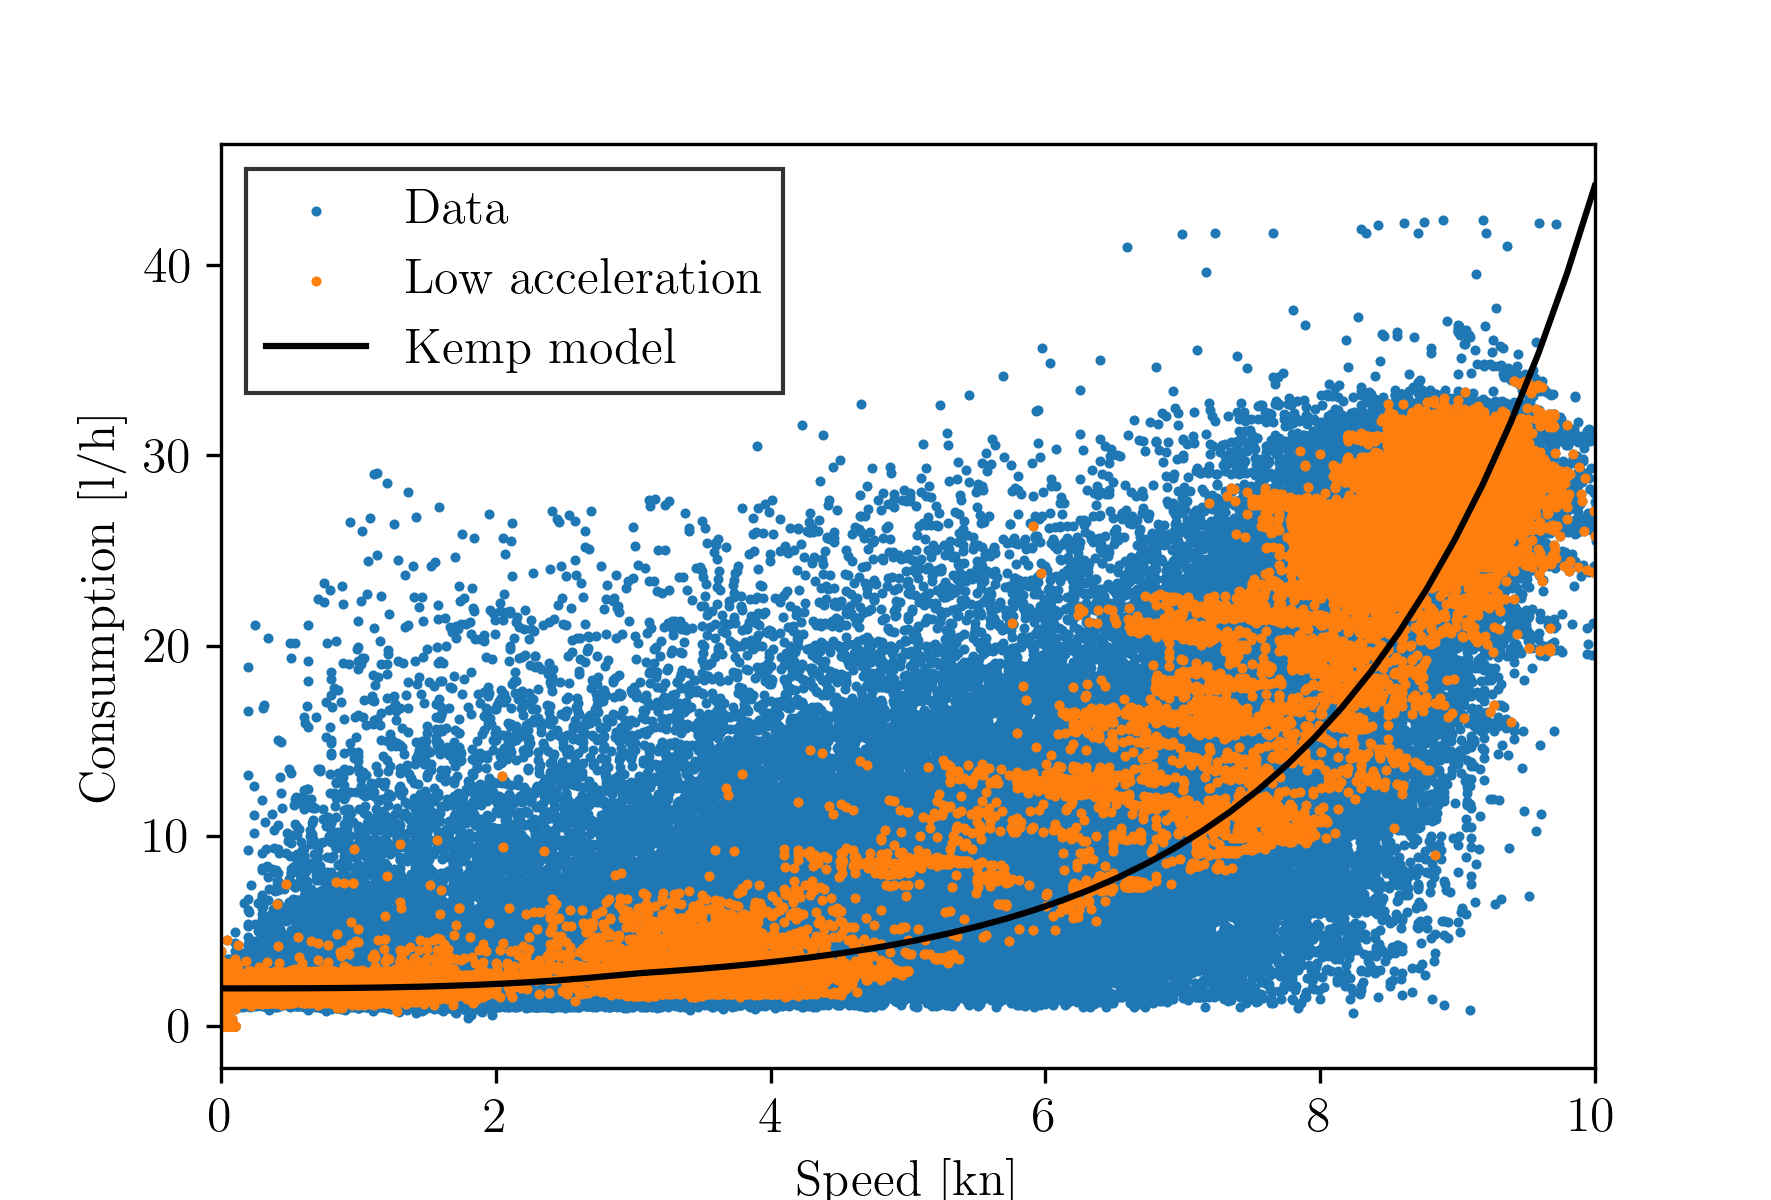 Data
Low acceleration
Kemp model
Consumption [l/h]
40
30
20
10
0
0 2 4 6 8 10
Speed [kn]